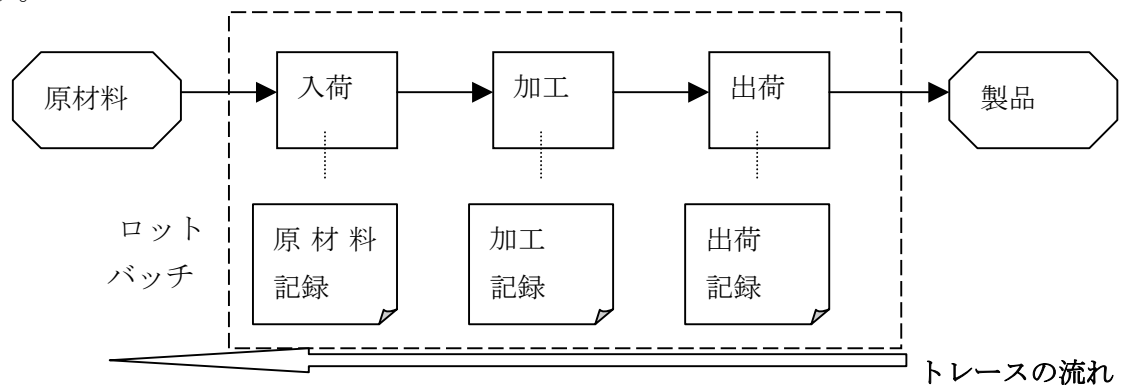 原材料
入荷
加工
出荷
製品
ロット
バッチ
原材料
記録
加工
記録
出荷
記録
トレースの流れ